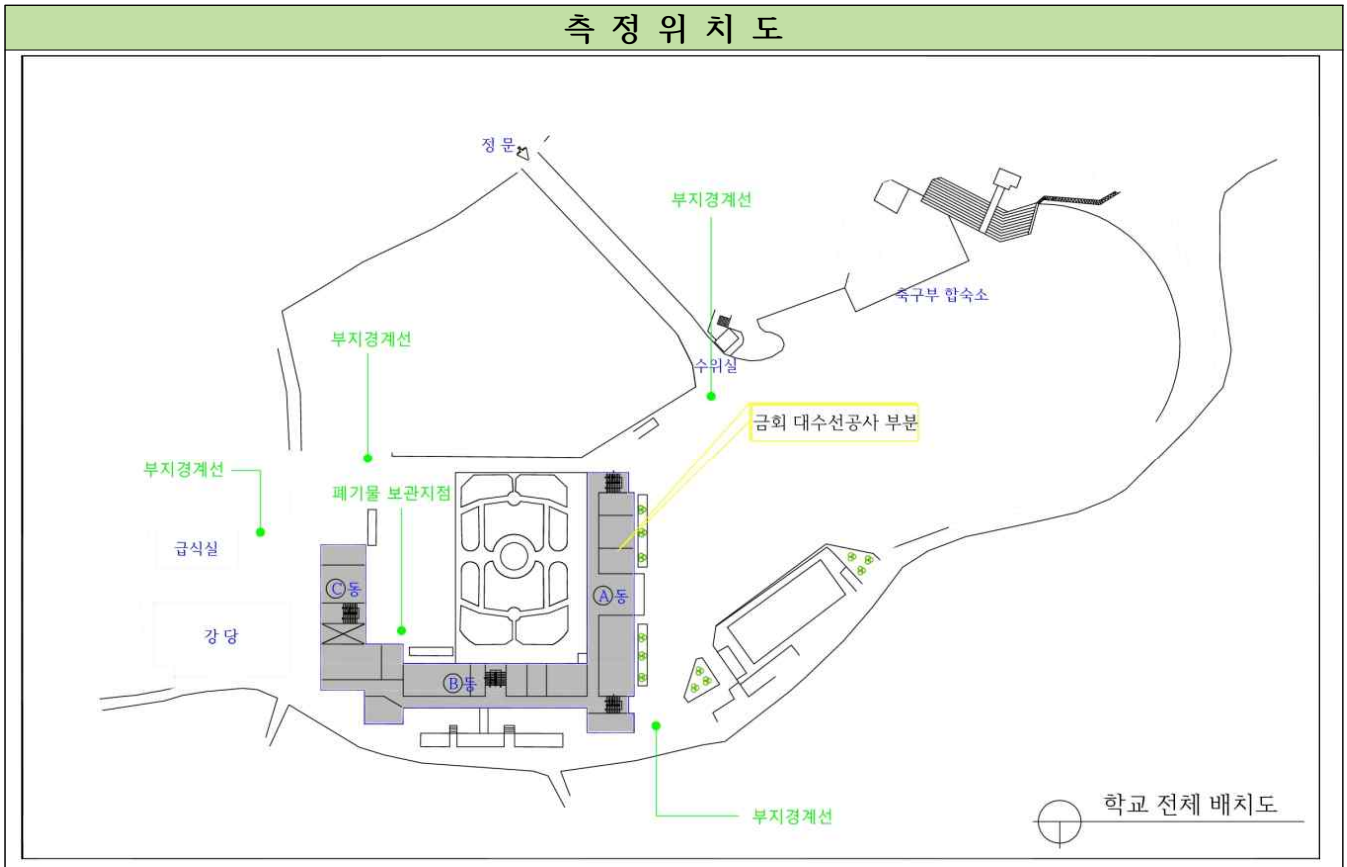 측 정 위 치 도
정 문
부지경계선
축구부 합숙소
부지경계선
수위실
금회 대수선공사 부분
부지경계선
폐기물 보관지점
급식실
Ⓒ동
Ⓐ동
강 당
Ⓑ동
부지경계선
학교 전체 배치도